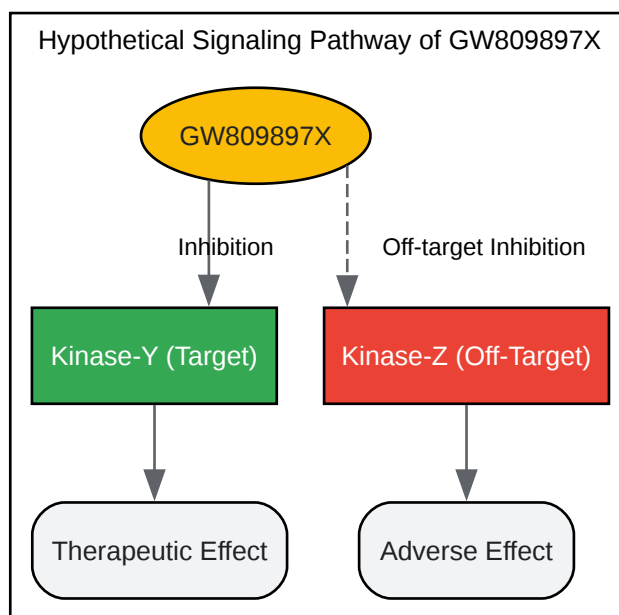 Hypothetical Signaling Pathway of GW809897X
GW809897X
Inhibition
Off-target Inhibition
Kinase-Y (Target)
Kinase-Z (Off-Target)
Therapeutic Effect
Adverse Effect